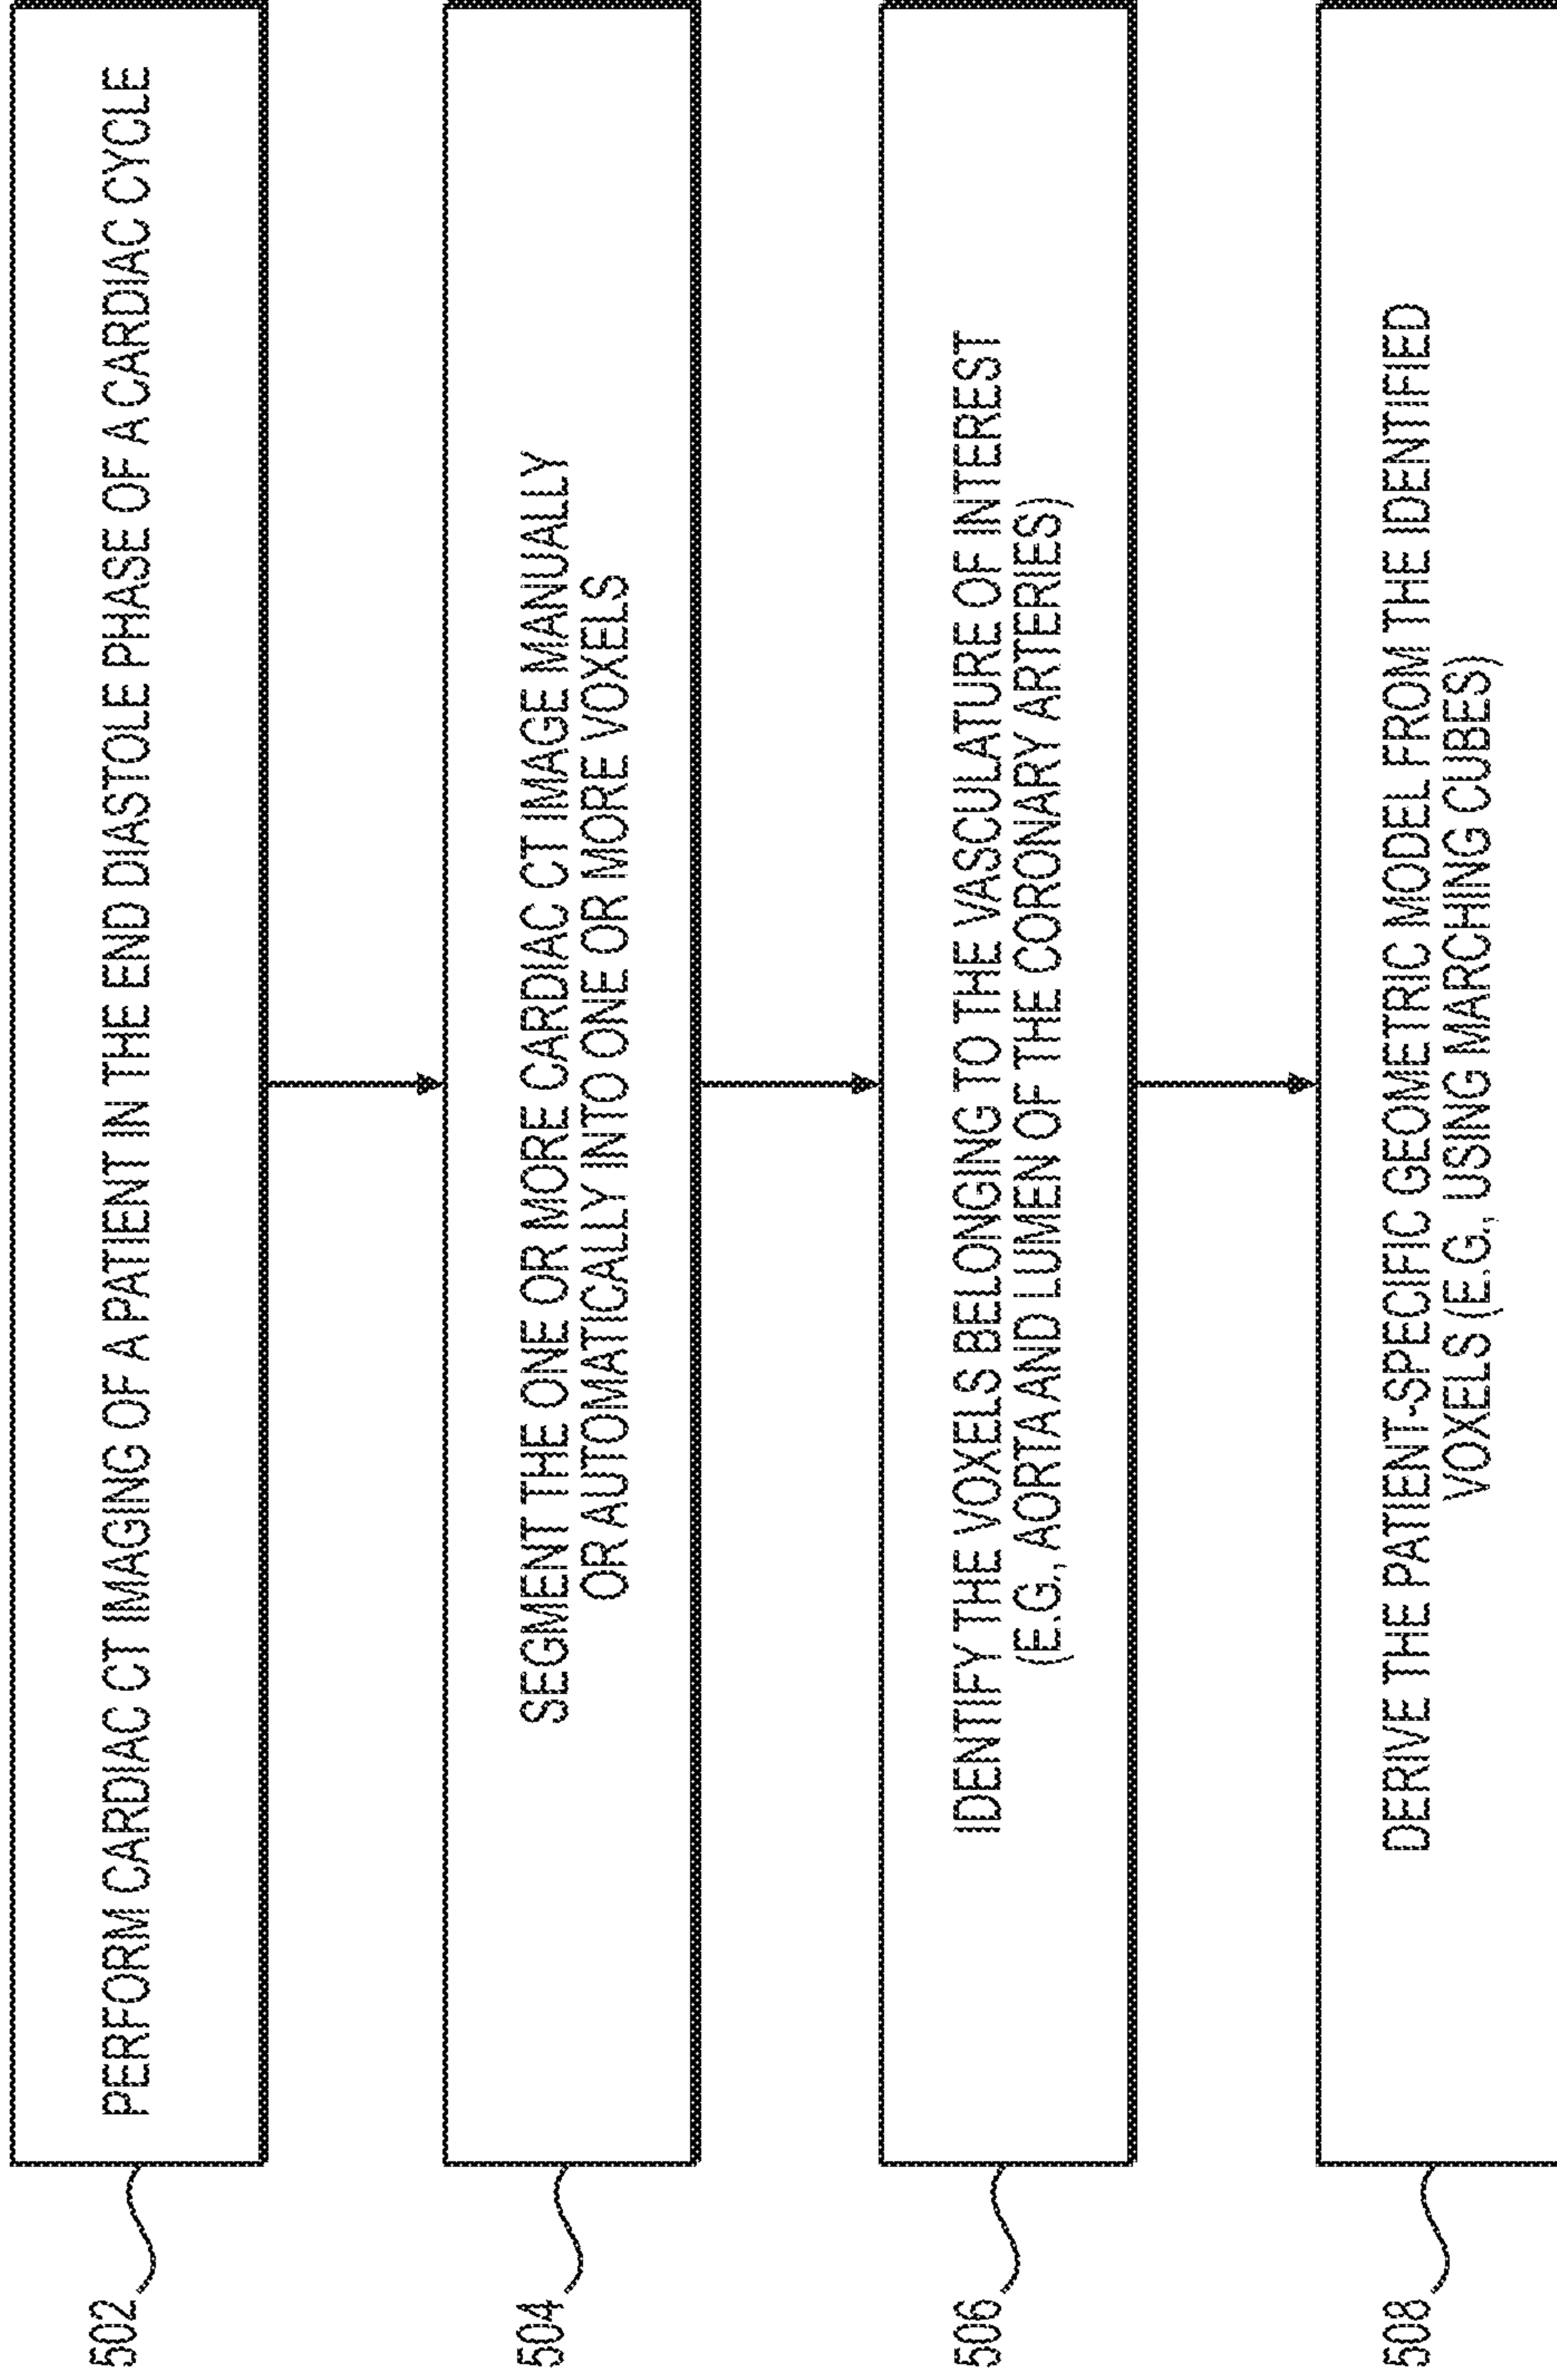 502
PERFORM CARDIAC CT IMAGING OF A PATIENT IN THE END DIASTOLE PHASE OF A CARDIAC CYCLE
504
SEGMENT THE ONE OR MORE CARDIAC CT IMAGE MANUALLY
OR AUTOMATICALLY INTO ONE OR MORE VOXELS
506
IDENTIFY THE VOXELS BELONGING TO THE VASCULATURE OF INTEREST
(E.G., AORTA AND LUMEN OF THE CORONARY ARTERIES)
508
DERIVE THE PATIENT-SPECIFIC GEOMETRIC MODEL FROM THE IDENTIFIED
VOXELS (E.G., USING MARCHING CUBES)